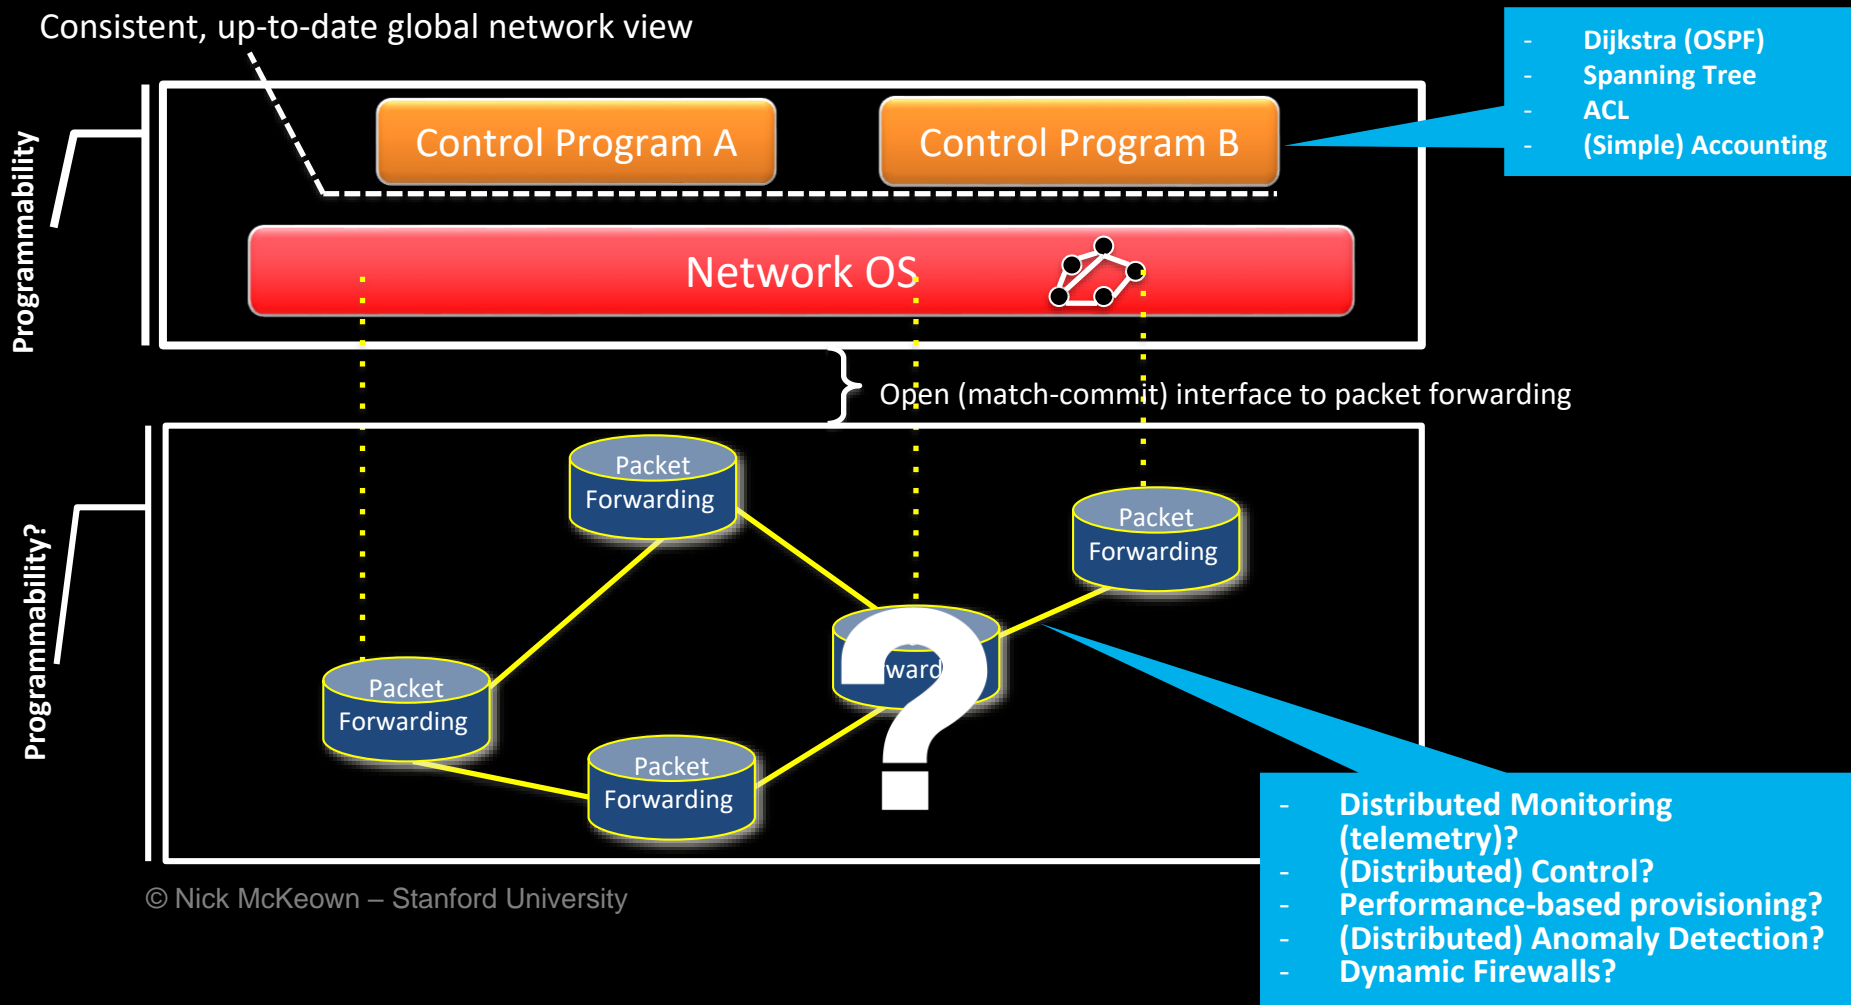 Consistent, up-to-date global network view
- Dijkstra (OSPF)
- Spanning Tree
- ACL
- (Simple) Accounting
Programmability
Control Program A
Control Program B
Network OS
Open (match-commit) interface to packet forwarding
Programmability?
Packet
Forwarding
Packet
Forwarding
Packet
Forwarding
Packet
Forwarding
- Distributed Monitoring
(telemetry)?
- (Distributed) Control?
- Performance-based provisioning?
- (Distributed) Anomaly Detection?
- Dynamic Firewalls?
© Nick McKeown – Stanford University